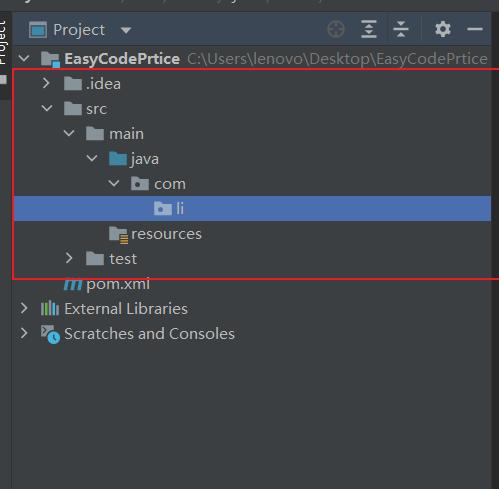 Project
Project
EasyCodePrtice C:\Users\lenovo\Desktop\EasyCodePrtice
.idea
src
main
java
com
li
resources
test
pom.xml
External Libraries
Scratches and Consoles